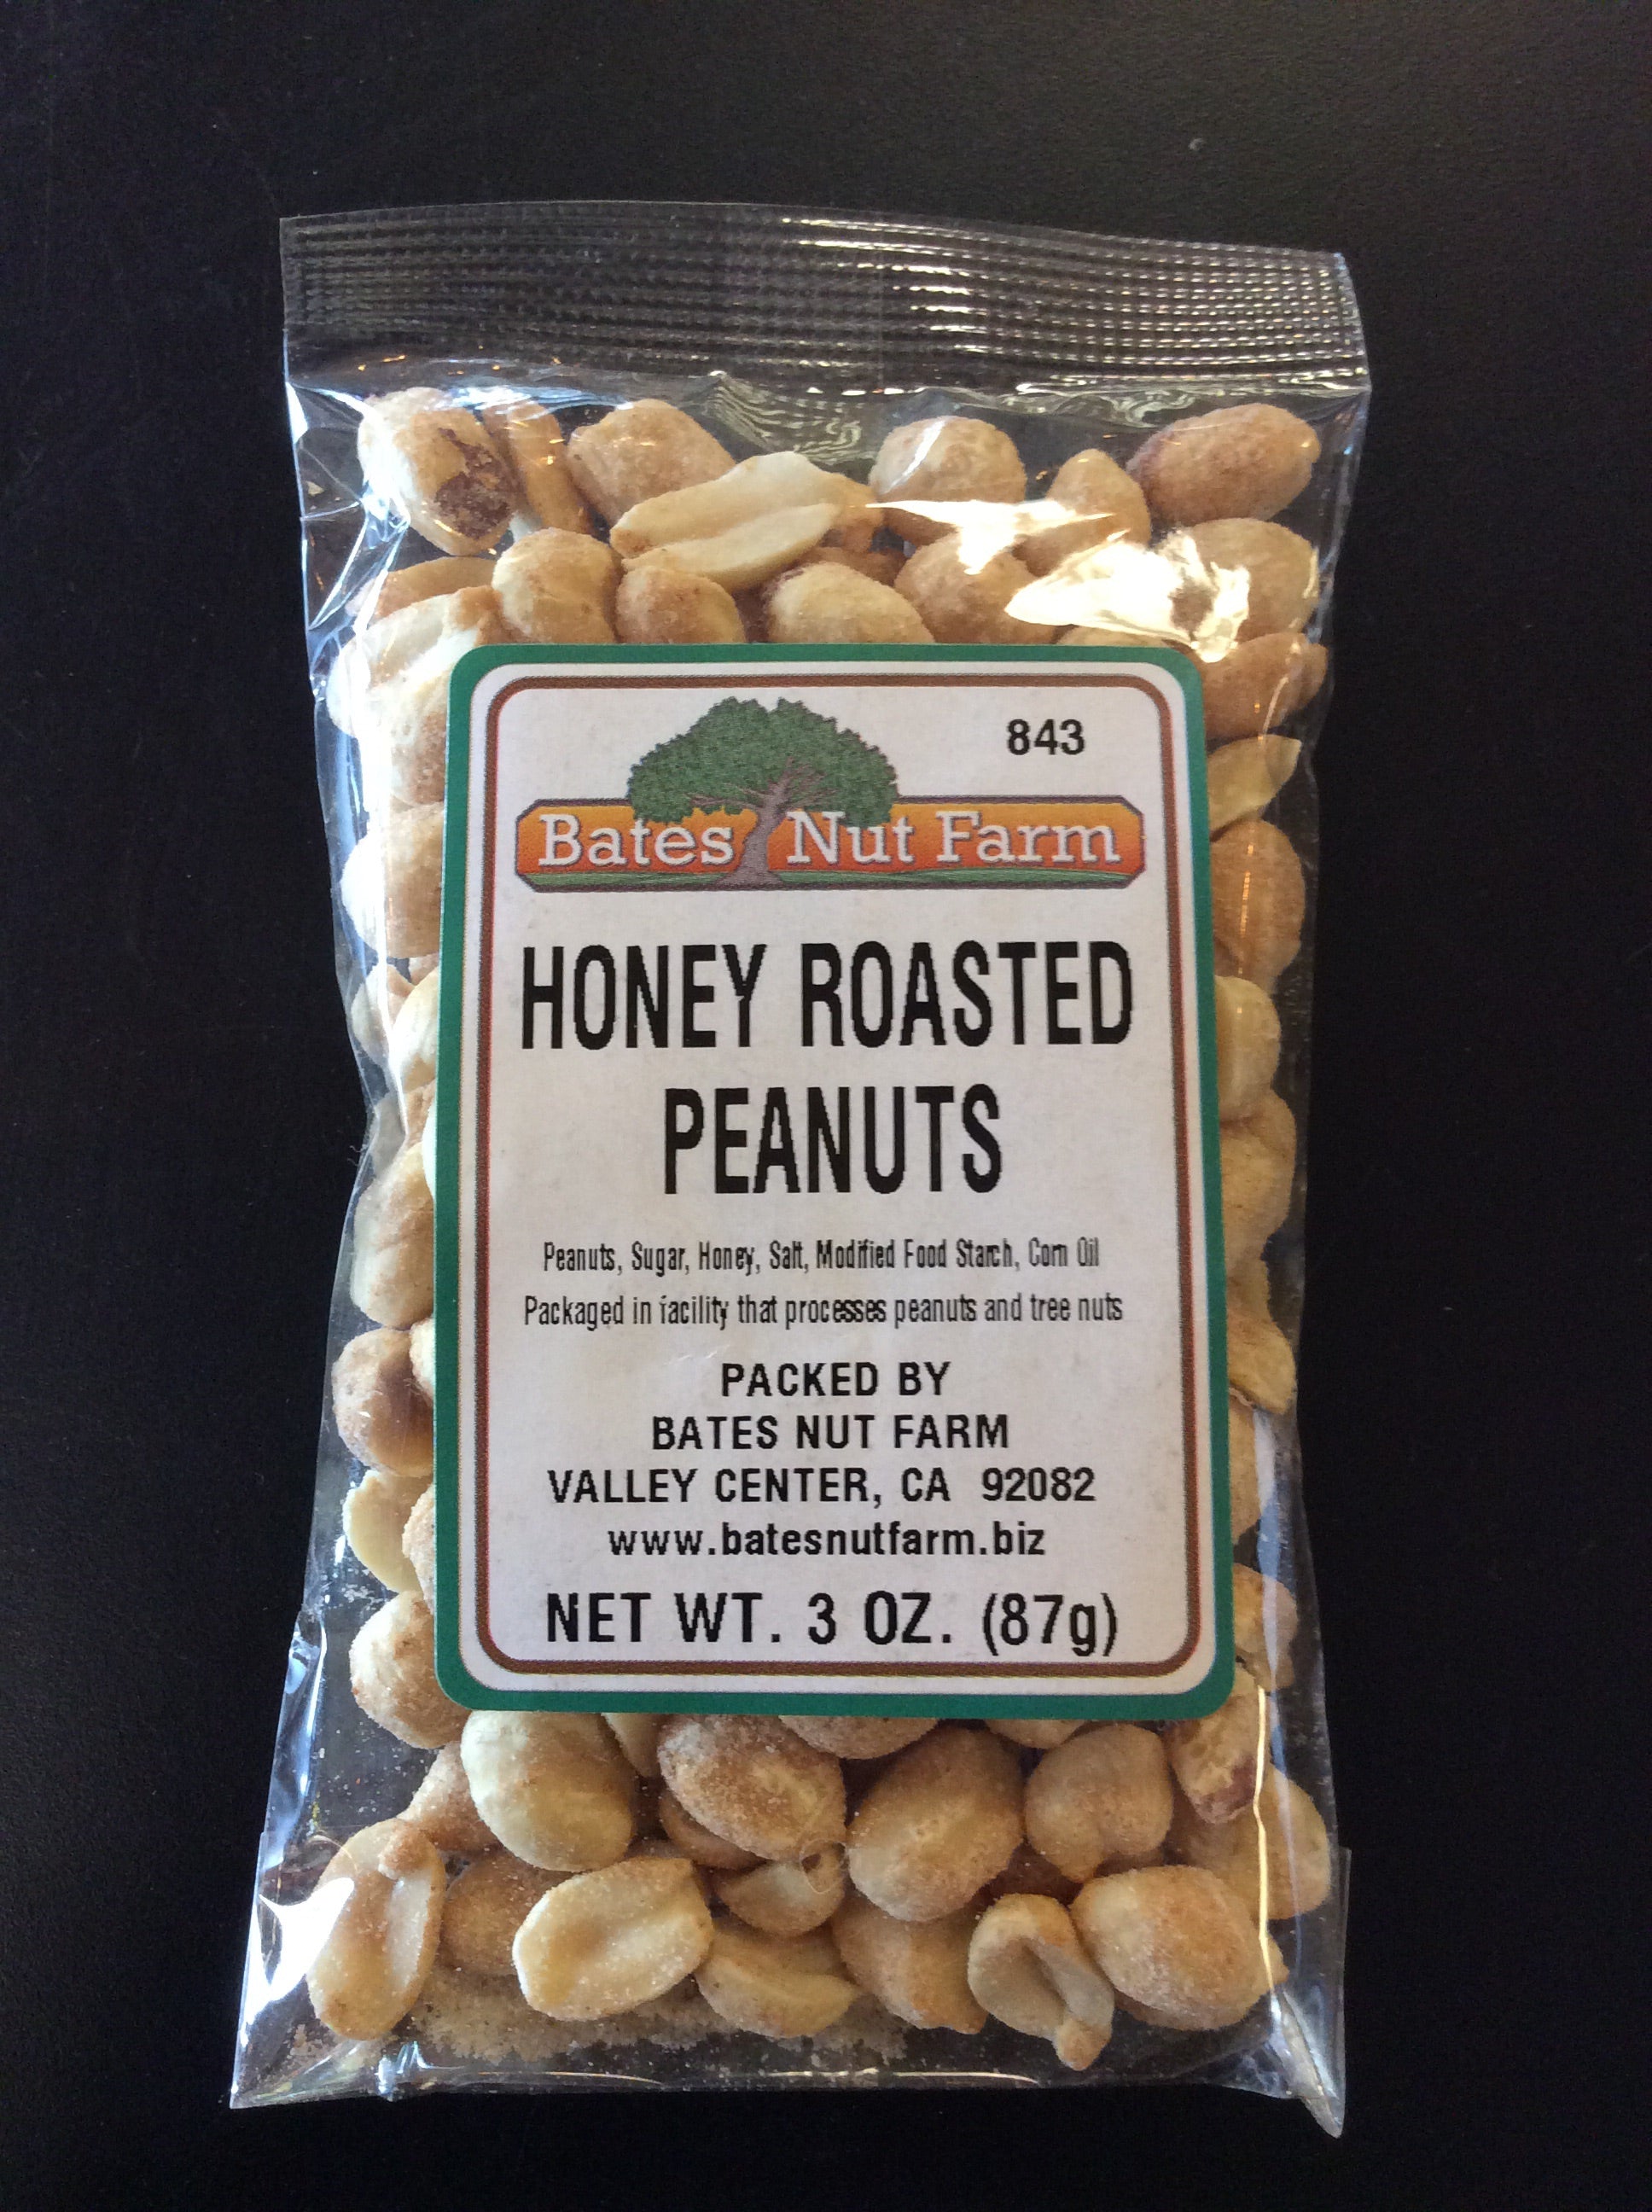 843
Bates Nut Farm
HONEY ROASTED
PEANUTS
Peanuts, Sugar, Honey, Salt, Modified Food Starch, Corn Oil
Packaged in facility that processes peanuts and tree nuts
PACKED BY
BATES NUT FARM
VALLEY CENTER, CA 92082
www.batesnutfarm.biz
NET WT. 3 OZ. (87g)